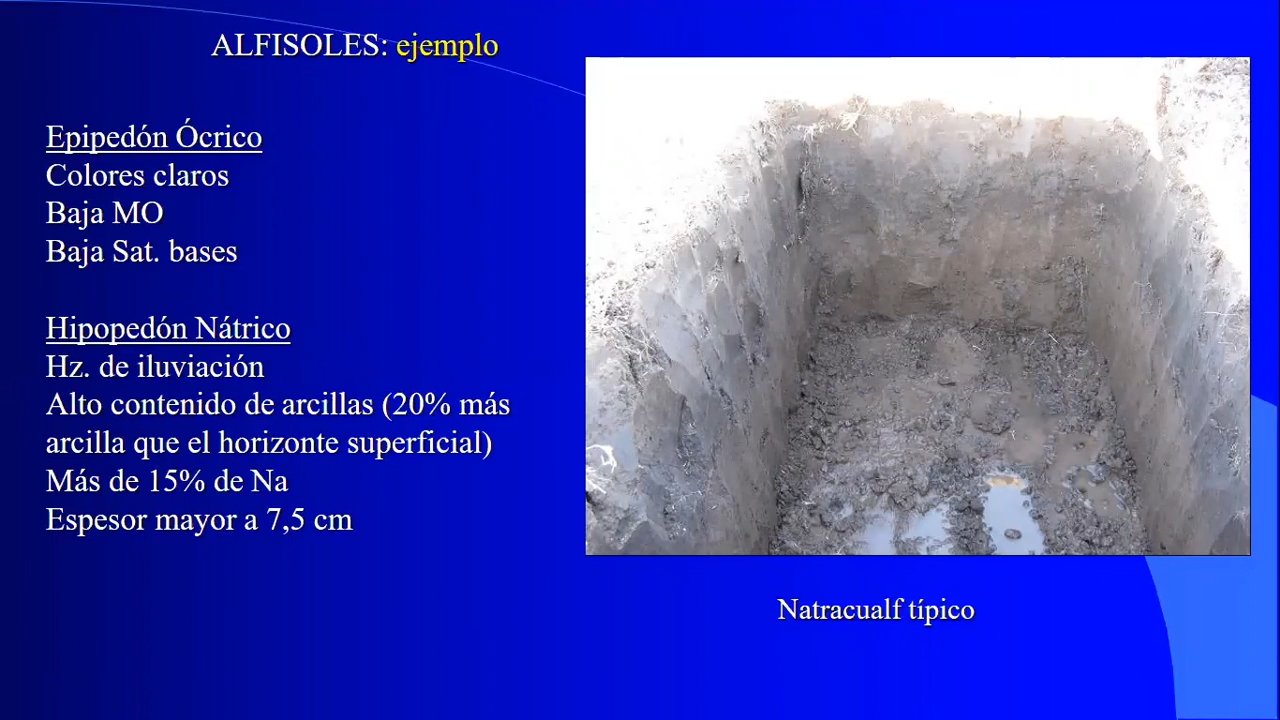 ALFISOLES: ejemplo
Epipedón Ócrico
Colores claros
Baja MO
Baja Sat. bases
Hipopedón Nátrico
Hz. de iluviación
Alto contenido de arcillas (20% más
arcilla que el horizonte superficial)
Más de 15% de Na
Espesor mayor a 7,5 cm
Natracualf típico